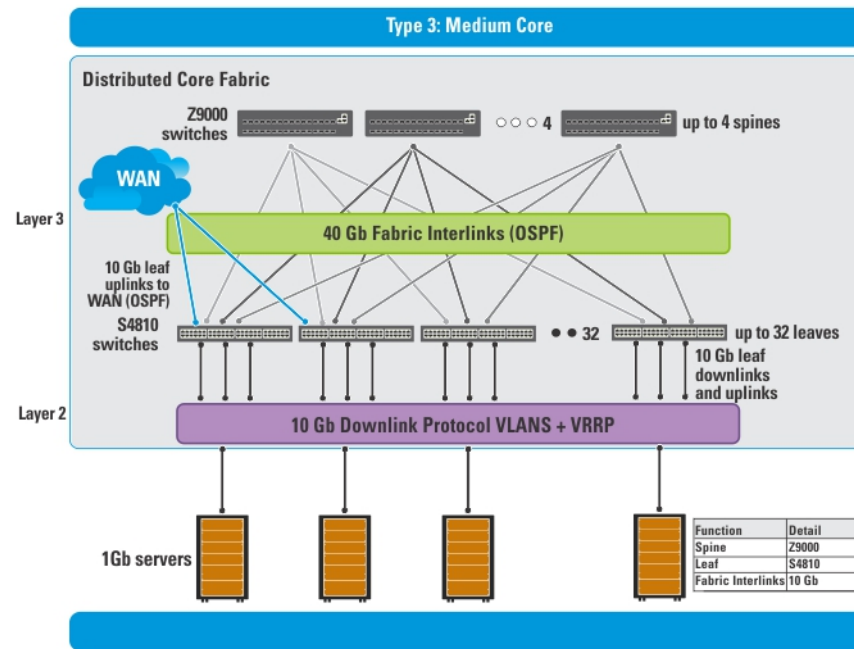 Type 3: Medium Core
Distributed Core Fabric
Z9000
switches
4
up to 4 spines
WAN
Layer 3
40 Gb Fabric Interlinks (OSPF)
10 Gb leaf
uplinks to
WAN (OSPF)
S4810
switches
32
up to 32 leaves
10 Gb leaf
downlinks
and uplinks
Layer 2
10 Gb Downlink Protocol VLANS + VRRP
1Gb servers
Function Detail
Spine Z9000
Leaf S4810
Fabric Interlinks 10 Gb